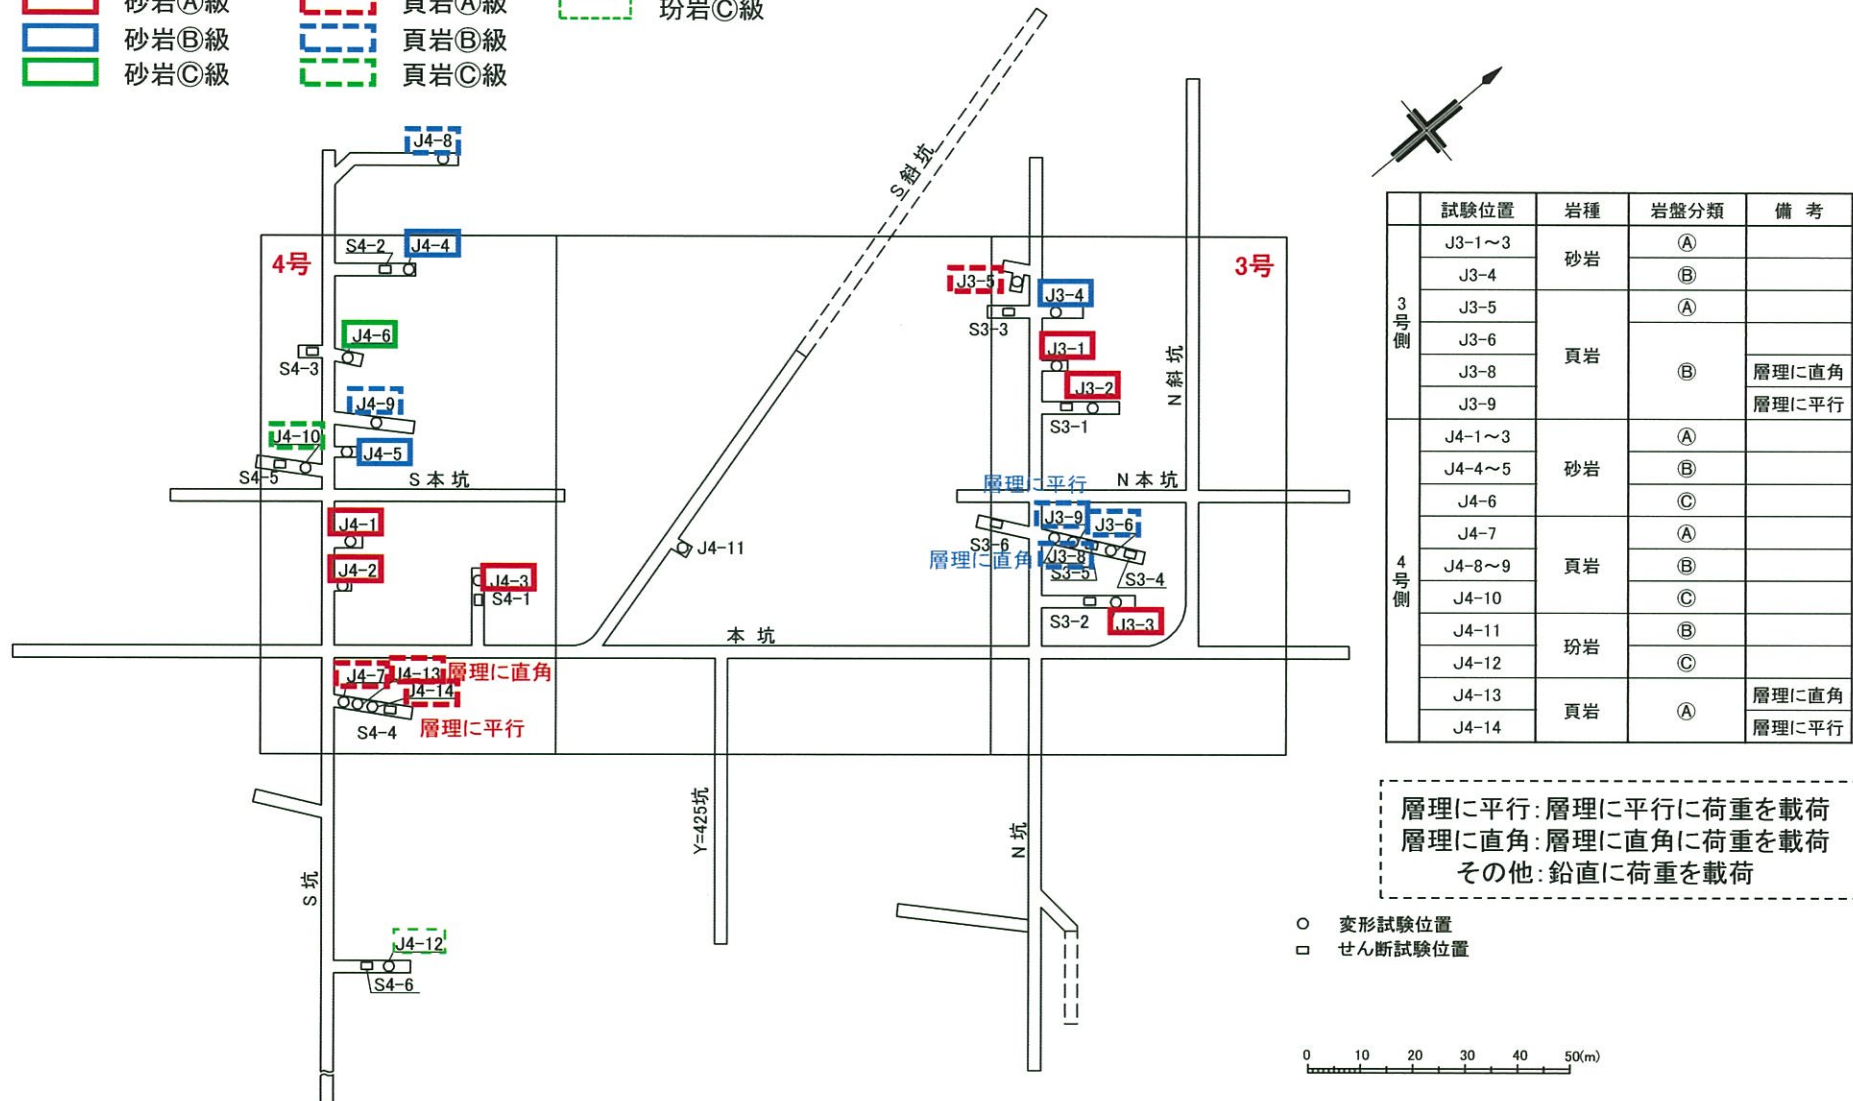 砂岩Ⓐ級
頁岩Ⓐ級
玢岩Ⓒ級
砂岩Ⓑ級
頁岩Ⓑ級
砂岩Ⓒ級
頁岩Ⓒ級
J4-8
S斜坑
S4-2
J4-4
4号
3号
J3-5
J3-4
S3-3
J4-6
S4-3
J3-1
J3-2
S3-1
N斜坑
J4-9
J4-10
J4-5
S4-5
S本坑
層理に平行
N本坑
J4-1
J3-9
J3-6
S3-6
J4-11
層理に直角
J3-8
S3-5
S3-4
J4-2
J4-3
S4-1
S3-2
J3-3
本坑
J4-7
J4-13
層理に直角
J4-14
S4-4
層理に平行
Y=425坑
N坑
S坑
J4-12
S4-6
試験位置 岩種 岩盤分類 備考
3号側
J3-1～3 砂岩 Ⓐ
J3-4 Ⓑ
J3-5 頁岩 Ⓐ
J3-6 Ⓑ
J3-8 層理に直角
J3-9 層理に平行
4号側
J4-1～3 砂岩 Ⓐ
J4-4～5 Ⓑ
J4-6 Ⓒ
J4-7 頁岩 Ⓐ
J4-8～9 Ⓑ
J4-10 Ⓒ
J4-11 玢岩 Ⓑ
J4-12 Ⓒ
J4-13 頁岩 Ⓐ 層理に直角
J4-14 層理に平行
層理に平行：層理に平行に荷重を載荷
層理に直角：層理に直角に荷重を載荷
その他：鉛直に荷重を載荷
○ 変形試験位置
□ せん断試験位置
0 10 20 30 40 50(m)